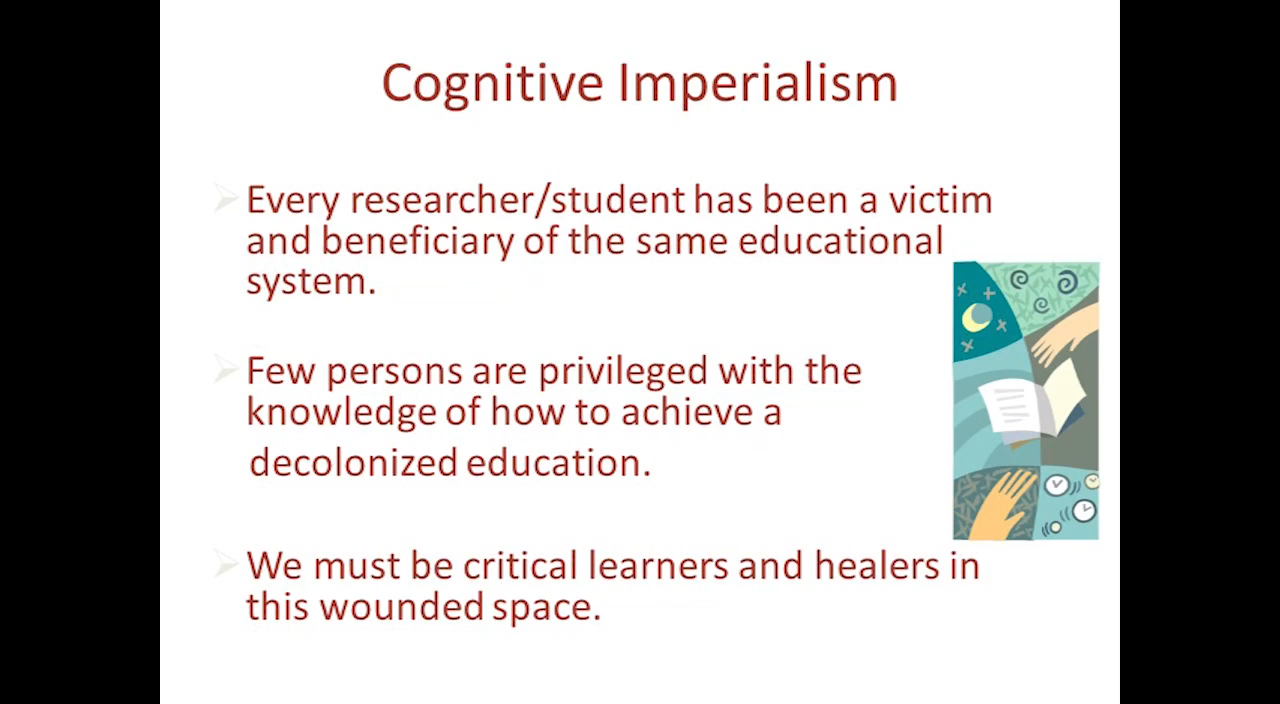 Cognitive Imperialism
Every researcher/student has been a victim
and beneficiary of the same educational
system.
Few persons are privileged with the
knowledge of how to achieve a
decolonized education.
We must be critical learners and healers in
this wounded space.